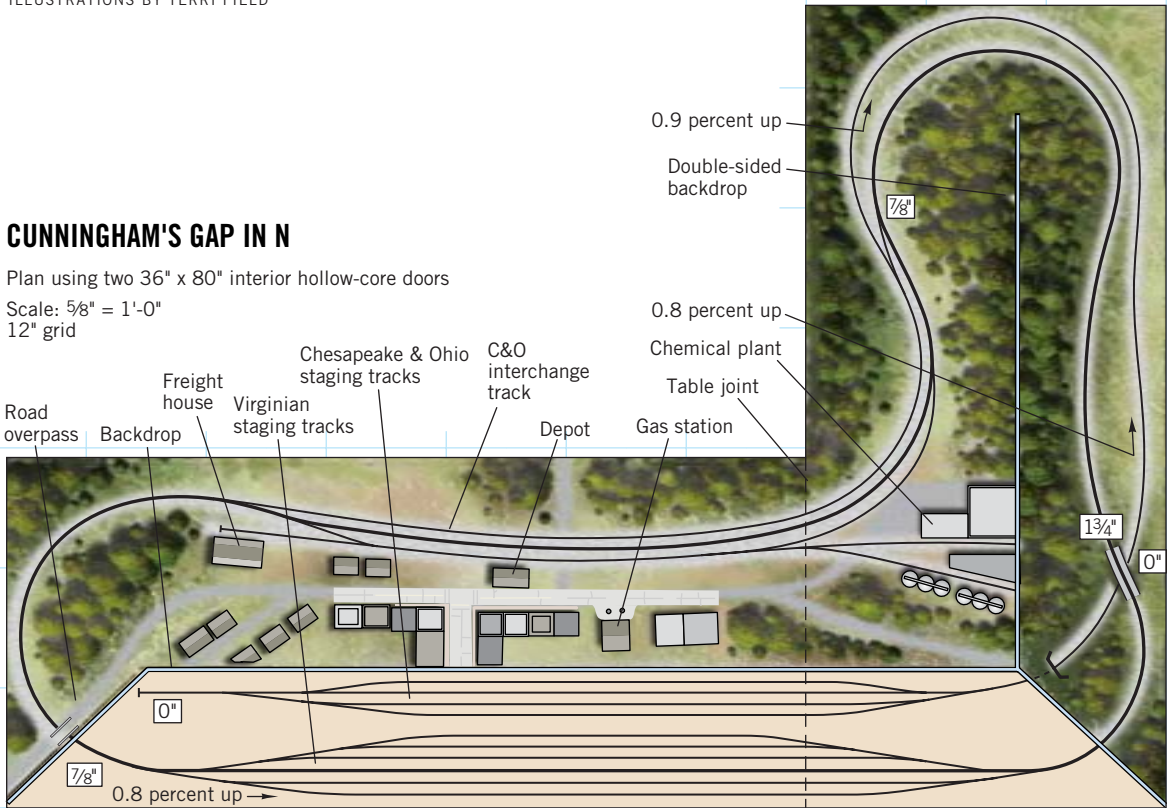 ILLUSTRATIONS BY TERRI FIELD
CUNNINGHAM'S GAP IN N
Plan using two 36" x 80" interior hollow-core doors
Scale: 5⁄8" = 1'-0"
12" grid
0.9 percent up
Double-sided
backdrop
7⁄8"
0.8 percent up
Chemical plant
Table joint
Gas station
Chesapeake & Ohio
staging tracks
C&O
interchange
track
Freight
house
Virginian
staging tracks
Road
overpass
Backdrop
Depot
1¾"
0"
0"
7⁄8"
0.8 percent up